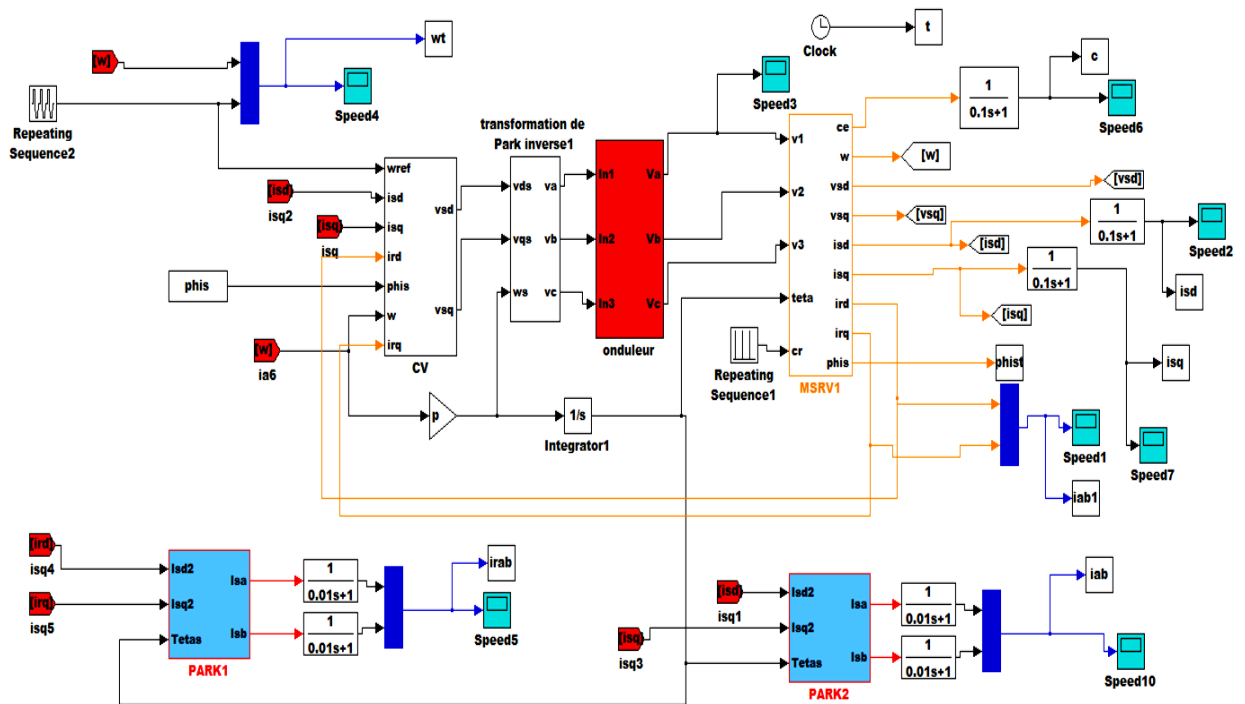 [w]
Repeating
Sequence2
wt
Speed4
Clock
t
transformation de
Park inverse1
Speed3
c
1
0.1s+1
Speed6
[isd]
isq2
[isq]
isq
phis
[w]
ia6
wref
isd
isq
ird
phis
w
irq
vsd
vsq
CV
vds
vqs
ws
va
vb
vc
In1
In2
In3
Va
Vb
Vc
onduleur
v1
v2
v3
teta
cr
ce
w
vsd
vsq
isd
isq
ird
irq
phis
MSRV1
[w]
[vsd]
[vsq]
[isd]
1
0.1s+1
Speed2
isd
1
0.1s+1
[isq]
isq
phist
Repeating
Sequence1
p
1/s
Integrator1
Speed1
Speed7
iab1
[ird]
isq4
[irq]
isq5
Isd2
Isq2
Tetas
Isa
Isb
PARK1
1
0.01s+1
1
0.01s+1
irab
Speed5
[isd]
isq1
[isq]
isq3
Isd2
Isq2
Tetas
Isa
Isb
PARK2
1
0.01s+1
1
0.01s+1
iab
Speed10